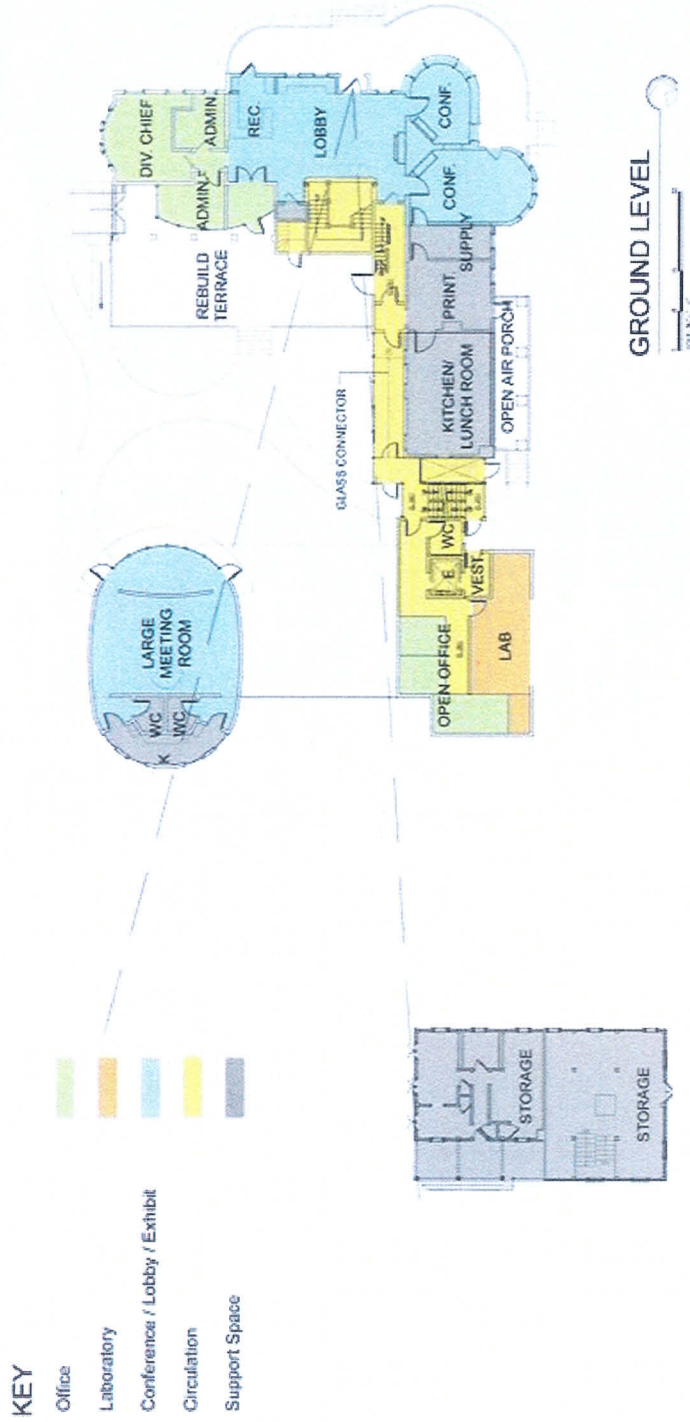 KEY
Office
Laboratory
Conference / Lobby / Exhibit
Circulation
Support Space
K
WC
WC
LARGE
MEETING
ROOM
STORAGE
STORAGE
DIV. CHIEF
ADMIN
ADMIN.
REC.
LOBBY
CONF.
CONF.
REBUILD
TERRACE
GLASS CONNECTOR
SUPPLY
PRINT
KITCHEN/
LUNCH ROOM
OPEN AIR PORCH
WC
E
VEST.
OPEN OFFICE
LAB
GROUND LEVEL